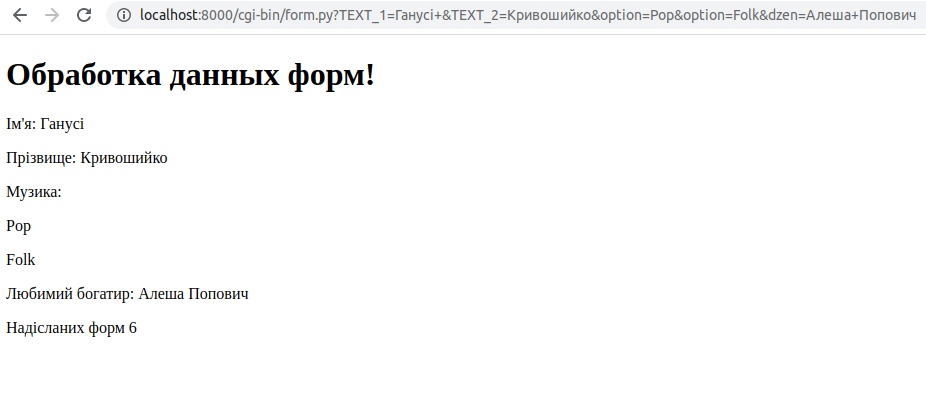 localhost:8000/cgi-bin/form.py?TEXT_1=Ганусі+&TEXT_2=Кривошийко&option=Pop&option=Folk&dzen=Алеша+Попович
Обработка данных форм!
Ім'я: Ганусі
Прізвище: Кривошийко
Музика:
Pop
Folk
Любимий богатир: Алеша Попович
Надісланих форм 6